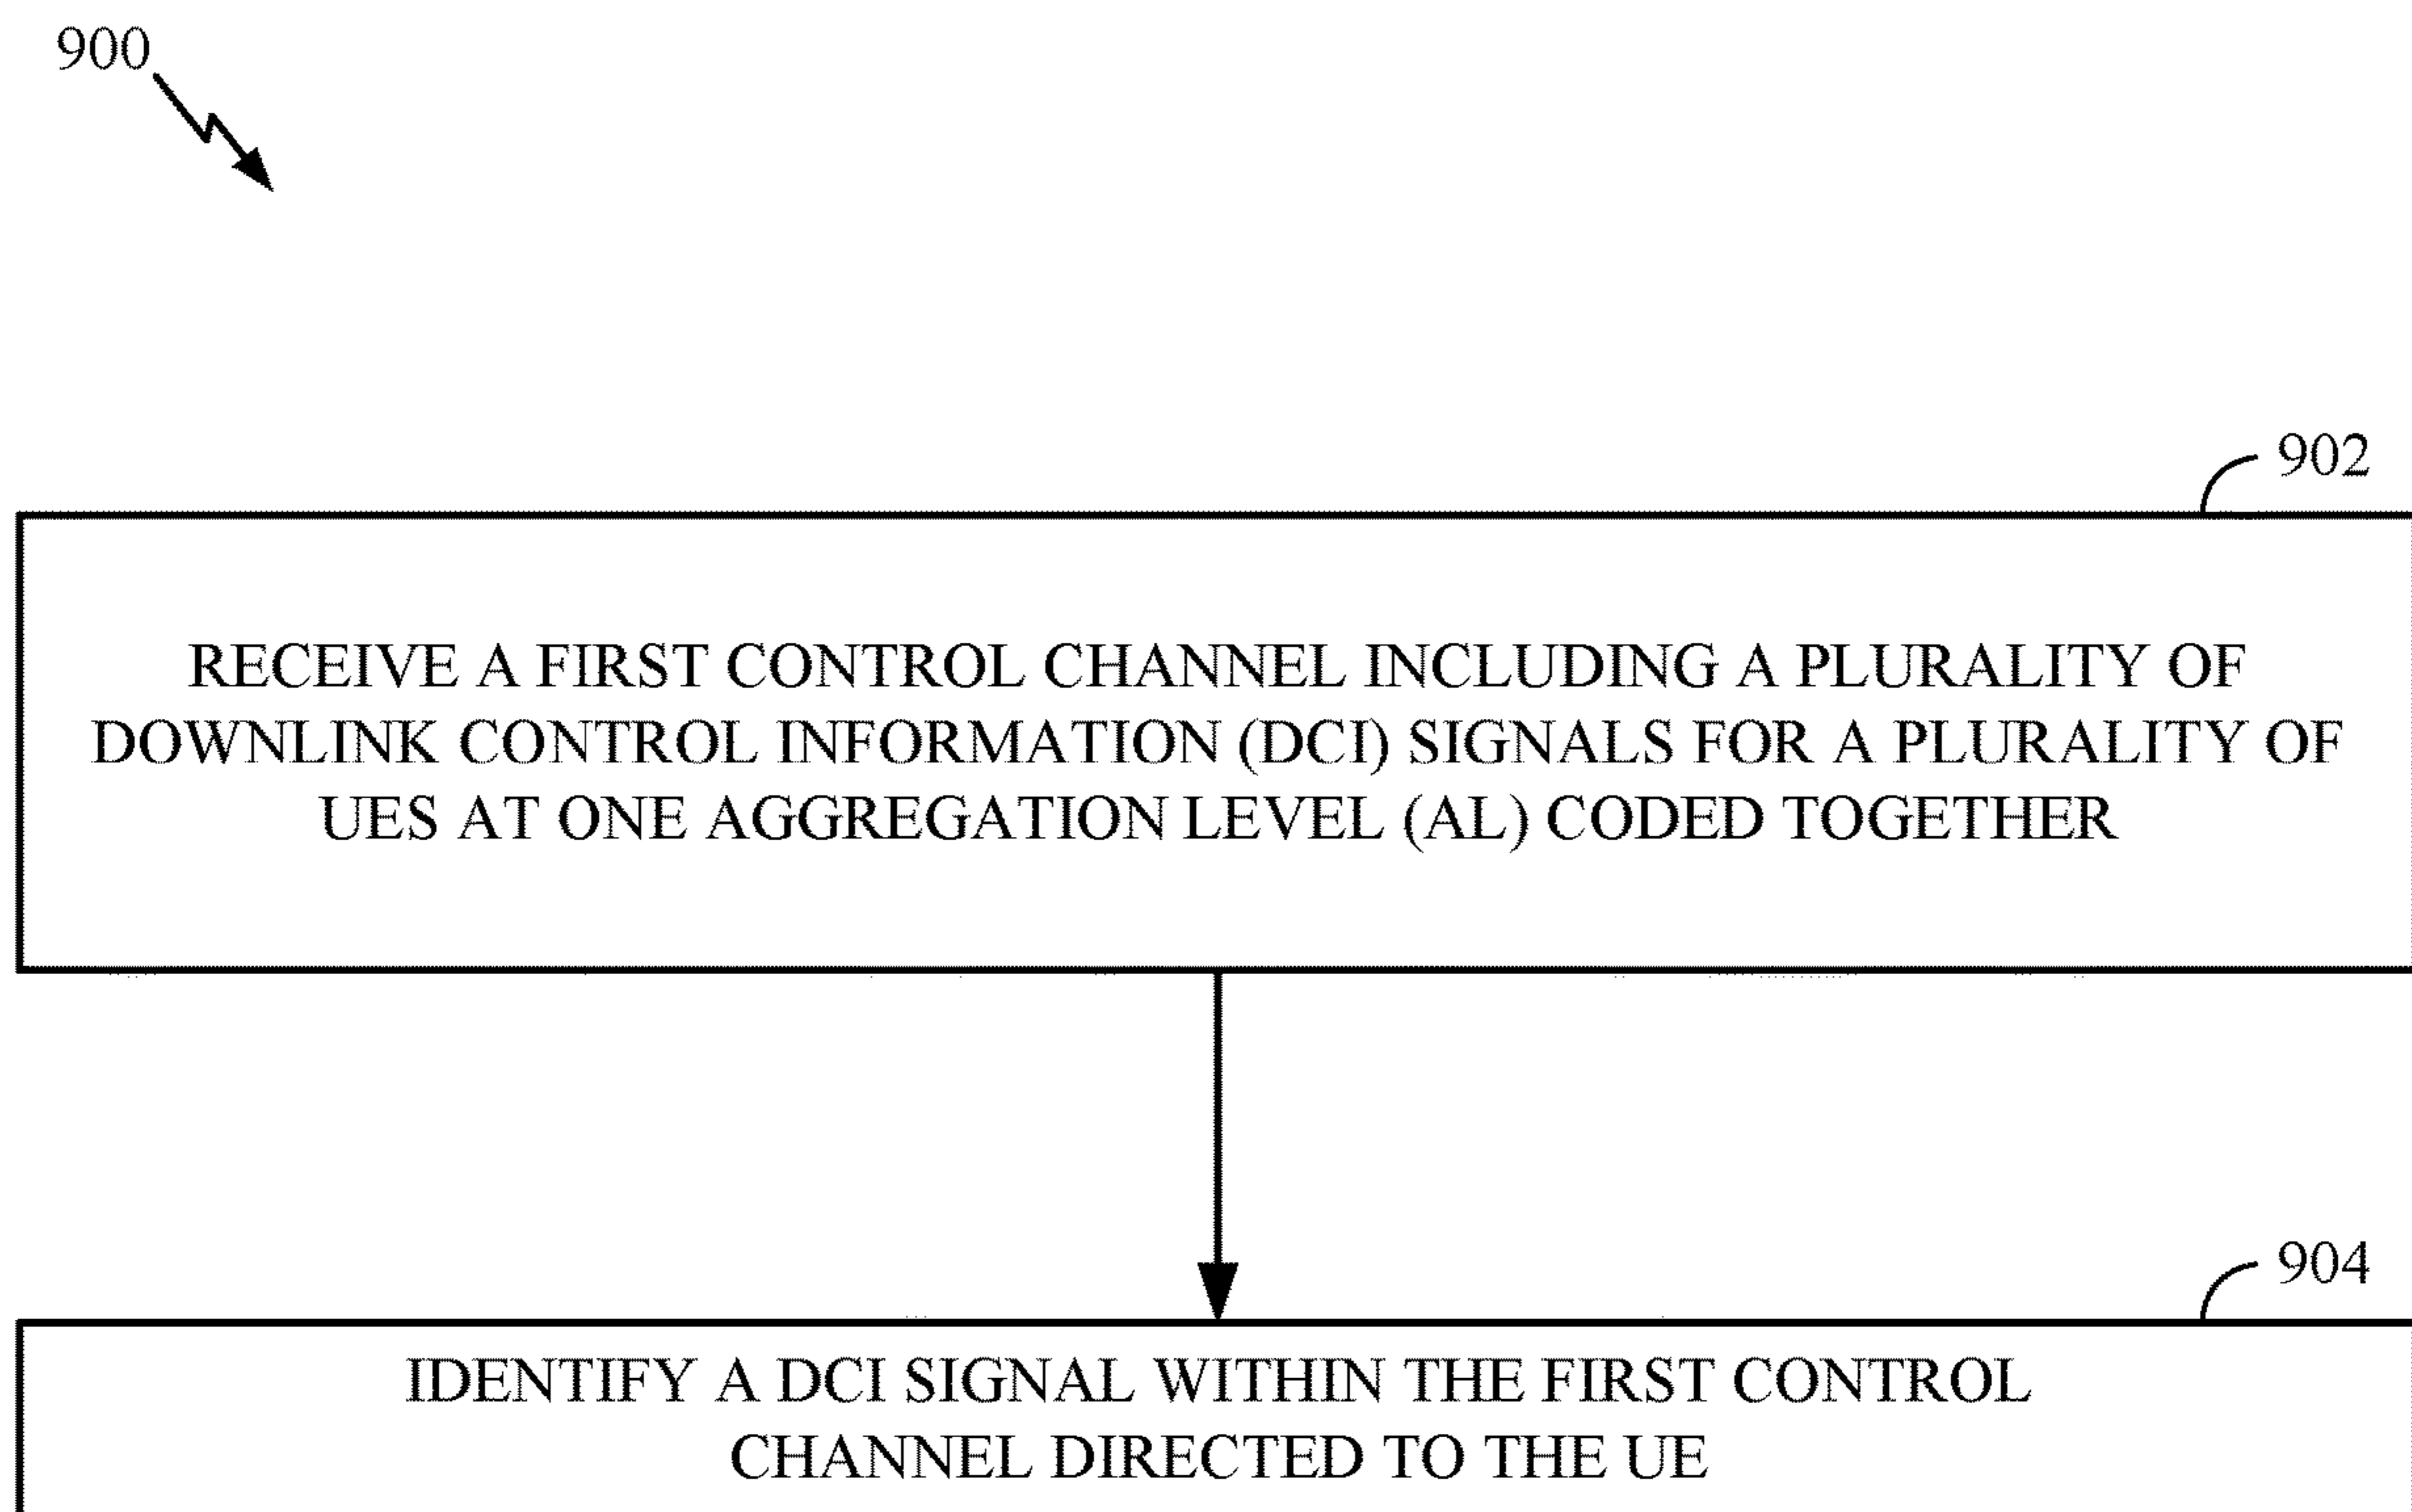 900
902
RECEIVE A FIRST CONTROL CHANNEL INCLUDING A PLURALITY OF
DOWNLINK CONTROL INFORMATION (DCI) SIGNALS FOR A PLURALITY OF
UES AT ONE AGGREGATION LEVEL (AL) CODED TOGETHER
904
IDENTIFY A DCI SIGNAL WITHIN THE FIRST CONTROL
CHANNEL DIRECTED TO THE UE